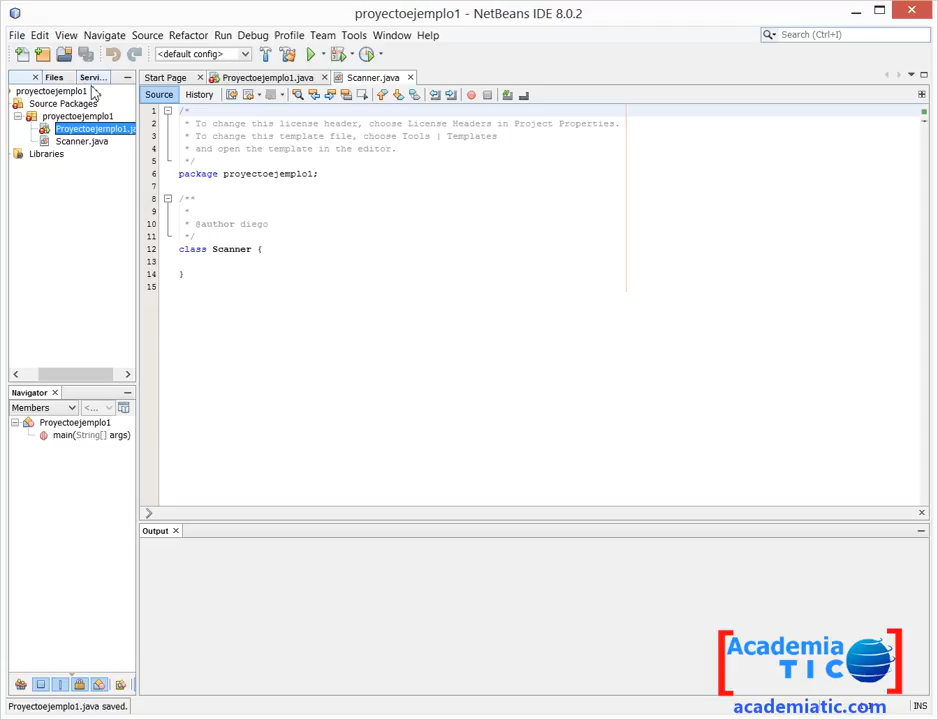 proyectoejemplo1 - NetBeans IDE 8.0.2
File Edit View Navigate Source Refactor Run Debug Profile Team Tools Window Help
Search (Ctrl+I)
<default config>
Files Servi...
Start Page Proyectoejemplo1.java Scanner.java
proyectoejemplo1
Source Packages
proyectoejemplo1
Proyectoejemplo1.ja
Scanner.java
Libraries
Source History
1 /*
2 * To change this license header, choose License Headers in Project Properties.
3 * To change this template file, choose Tools | Templates
4 * and open the template in the editor.
5 */
6 package proyectoejemplo1;
7
8 /**
9 *
10 * @author diego
11 */
12 class Scanner {
13
14 }
15
Navigator
Members <...
Proyectoejemplo1
main(String[] args)
Output
Academia
TIC
academiatic.com
Proyectoejemplo1.java saved.
INS